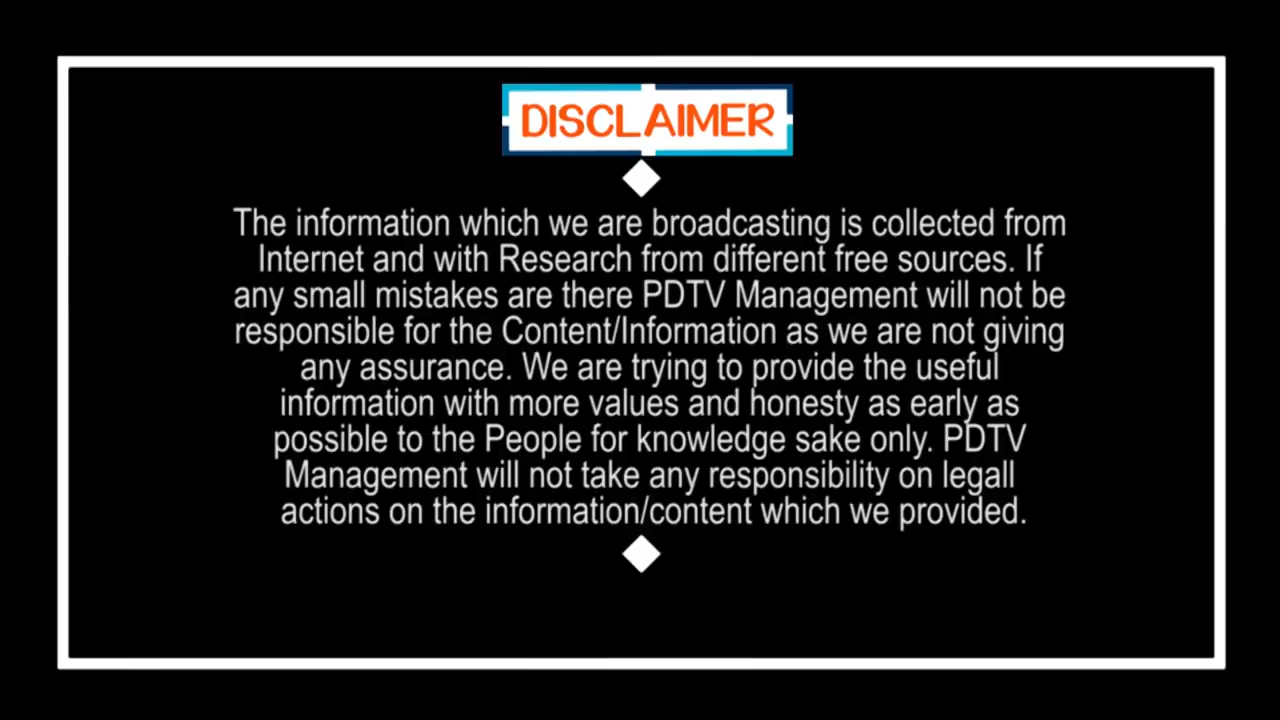 DISCLAIMER
The information which we are broadcasting is collected from
Internet and with Research from different free sources. If
any small mistakes are there PDTV Management will not be
responsible for the Content/Information as we are not giving
any assurance. We are trying to provide the useful
information with more values and honesty as early as
possible to the People for knowledge sake only. PDTV
Management will not take any responsibility on legall
actions on the information/content which we provided.